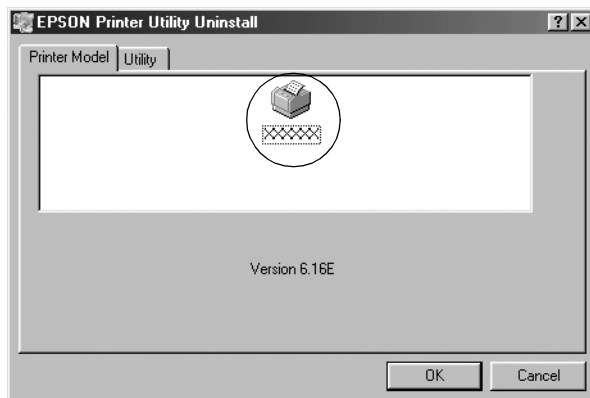 EPSON Printer Utility Uninstall
Printer Model
Utility
Version 6.16E
OK
Cancel